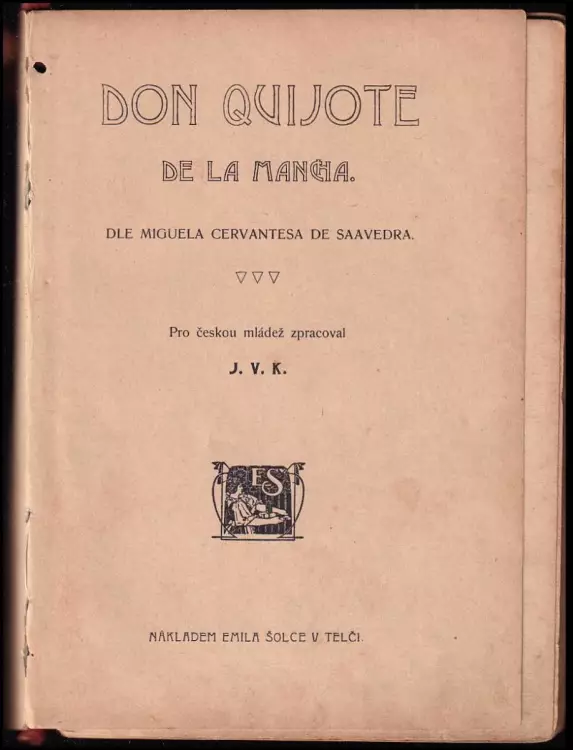 DON QUIJOTE
DE LA MANCHA.
DLE MIGUELA CERVANTESA DE SAAVEDRA.
Pro českou mládež zpracoval
J. V. K.
ES
NÁKLADEM EMILA ŠOLCE V TELČI.